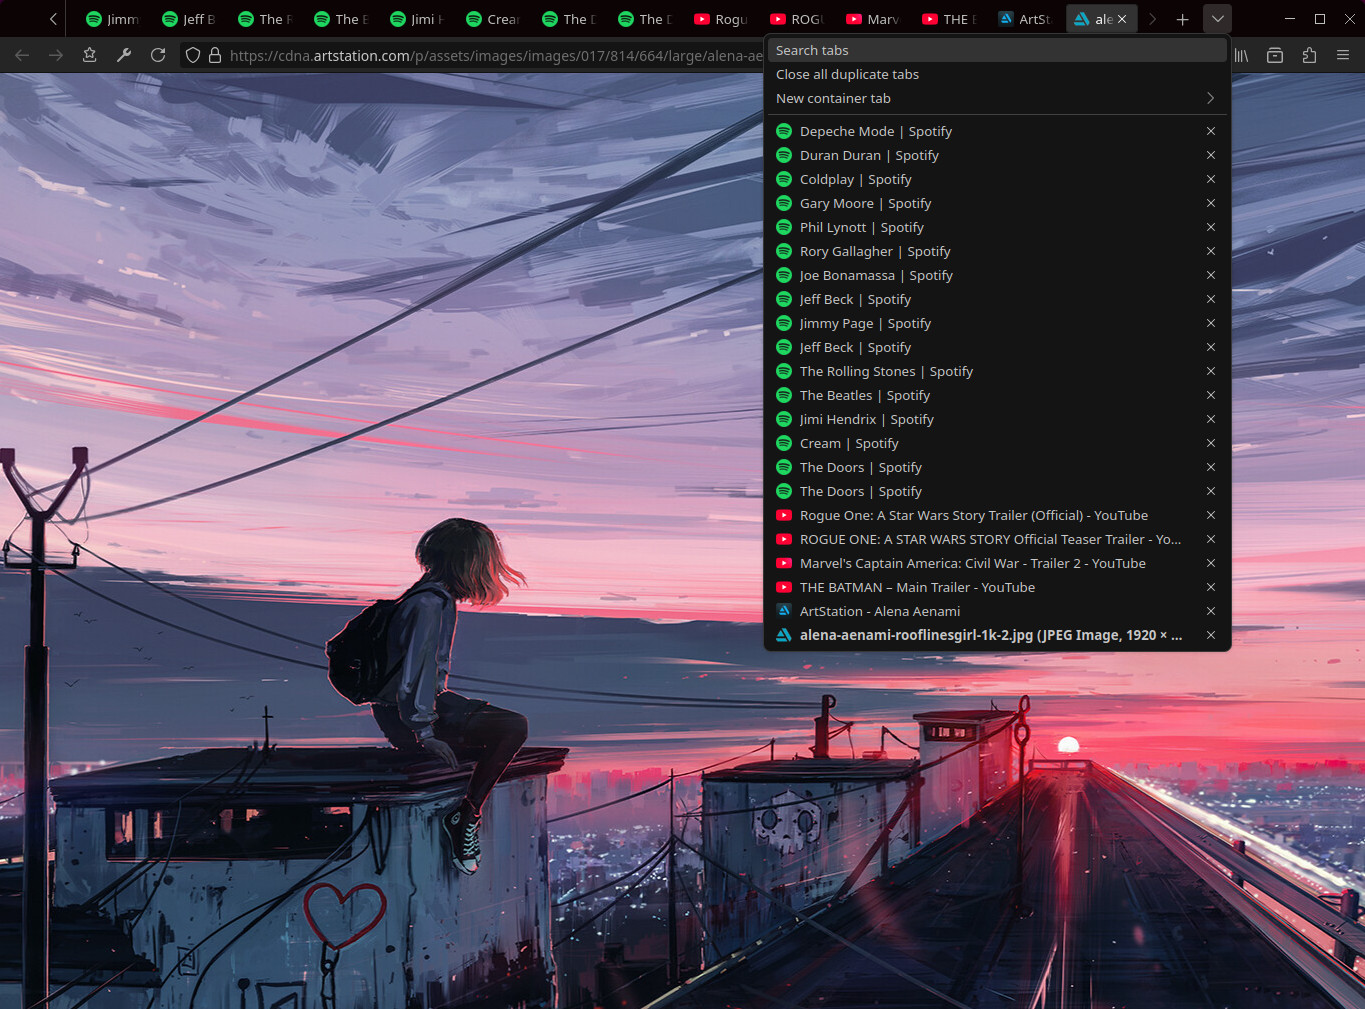 Jimm
Jeff B
The R
The B
Jimi H
Crea
The D
The D
Rogu
ROGU
Marv
THE B
ArtSt
ale
https://cdna.artstation.com/p/assets/images/images/017/814/664/large/alena-ae
Search tabs
Close all duplicate tabs
New container tab
Depeche Mode | Spotify
Duran Duran | Spotify
Coldplay | Spotify
Gary Moore | Spotify
Phil Lynott | Spotify
Rory Gallagher | Spotify
Joe Bonamassa | Spotify
Jeff Beck | Spotify
Jimmy Page | Spotify
Jeff Beck | Spotify
The Rolling Stones | Spotify
The Beatles | Spotify
Jimi Hendrix | Spotify
Cream | Spotify
The Doors | Spotify
The Doors | Spotify
Rogue One: A Star Wars Story Trailer (Official) - YouTube
ROGUE ONE: A STAR WARS STORY Official Teaser Trailer - Yo...
Marvel's Captain America: Civil War - Trailer 2 - YouTube
THE BATMAN – Main Trailer - YouTube
ArtStation - Alena Aenami
alena-aenami-rooflinesgirl-1k-2.jpg (JPEG Image, 1920 × ...